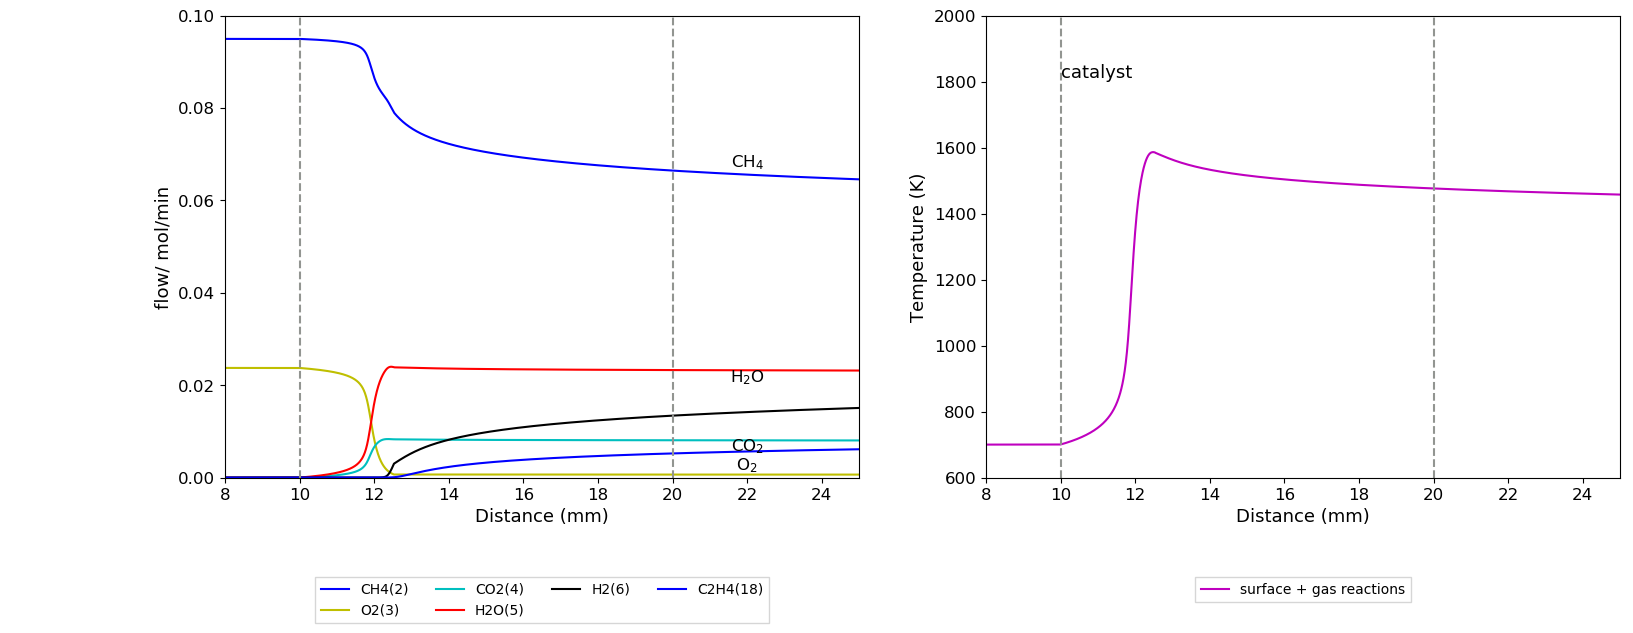 0.10
0.08
0.06
0.04
0.02
0.00
flow/ mol/min
CH₄
H₂O
CO₂
O₂
8 10 12 14 16 18 20 22 24
Distance (mm)
CH4(2) CO2(4) H2(6) C2H4(18)
O2(3) H2O(5)
2000
1800
1600
1400
1200
1000
800
600
Temperature (K)
catalyst
8 10 12 14 16 18 20 22 24
Distance (mm)
surface + gas reactions